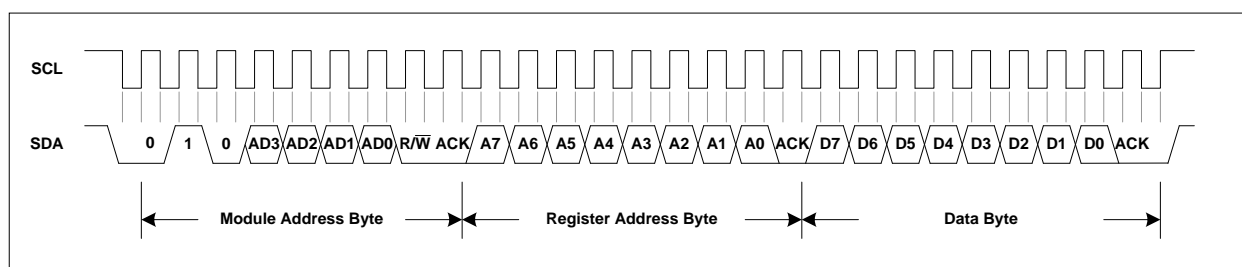 SCL
SDA 0 1 0 AD3 AD2 AD1 AD0 R/W̅ ACK A7 A6 A5 A4 A3 A2 A1 A0 ACK D7 D6 D5 D4 D3 D2 D1 D0 ACK
Module Address Byte Register Address Byte Data Byte